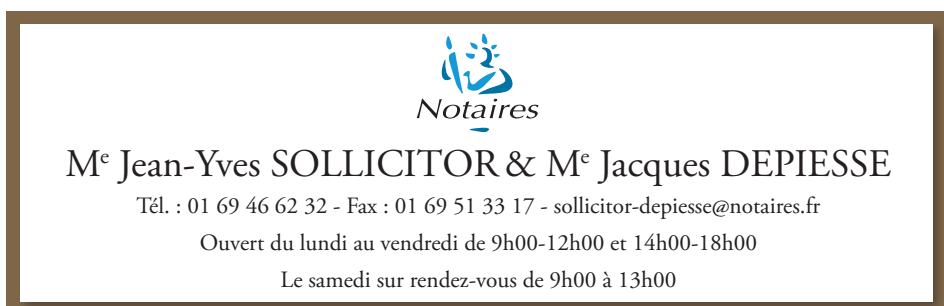 Notaires
Mᵉ Jean-Yves SOLLICITOR & Mᵉ Jacques DEPIESSE
Tél. : 01 69 46 62 32 - Fax : 01 69 51 33 17 - sollicitor-depiesse@notaires.fr
Ouvert du lundi au vendredi de 9h00-12h00 et 14h00-18h00
Le samedi sur rendez-vous de 9h00 à 13h00